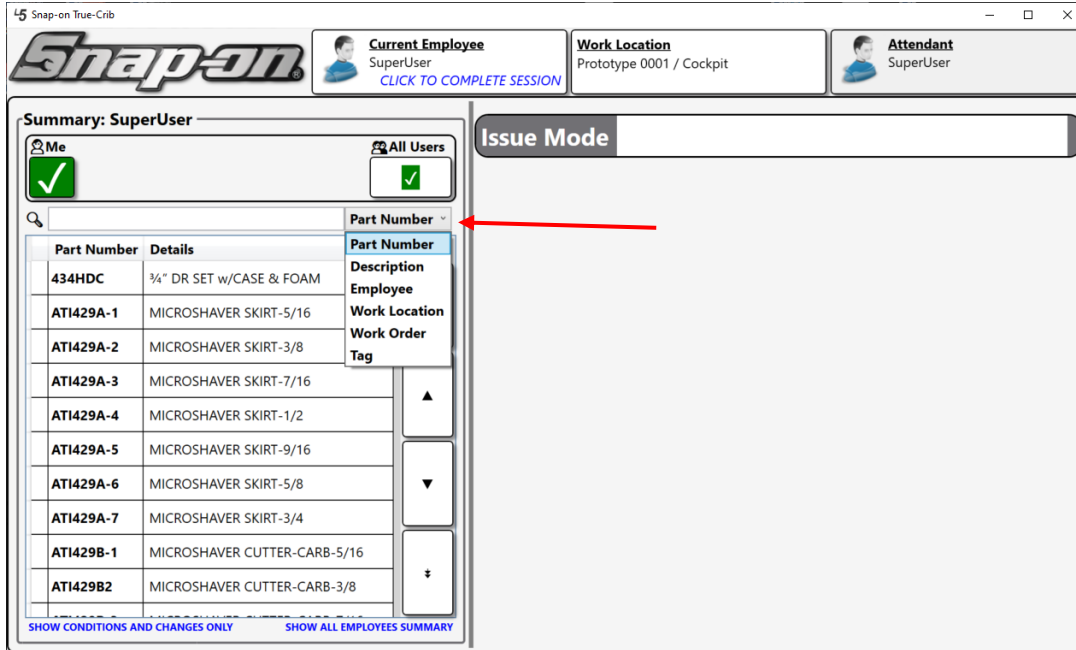 Snap-on True-Crib
Snap-on
Current Employee
SuperUser
CLICK TO COMPLETE SESSION
Work Location
Prototype 0001 / Cockpit
Attendant
SuperUser
Summary: SuperUser
Me
All Users
Issue Mode
Part Number
Part Number
Description
Employee
Work Location
Work Order
Tag
Part Number Details
434HDC ¾” DR SET w/CASE & FOAM
ATI429A-1 MICROSHAVER SKIRT-5/16
ATI429A-2 MICROSHAVER SKIRT-3/8
ATI429A-3 MICROSHAVER SKIRT-7/16
ATI429A-4 MICROSHAVER SKIRT-1/2
ATI429A-5 MICROSHAVER SKIRT-9/16
ATI429A-6 MICROSHAVER SKIRT-5/8
ATI429A-7 MICROSHAVER SKIRT-3/4
ATI429B-1 MICROSHAVER CUTTER-CARB-5/16
ATI429B2 MICROSHAVER CUTTER-CARB-3/8
SHOW CONDITIONS AND CHANGES ONLY SHOW ALL EMPLOYEES SUMMARY